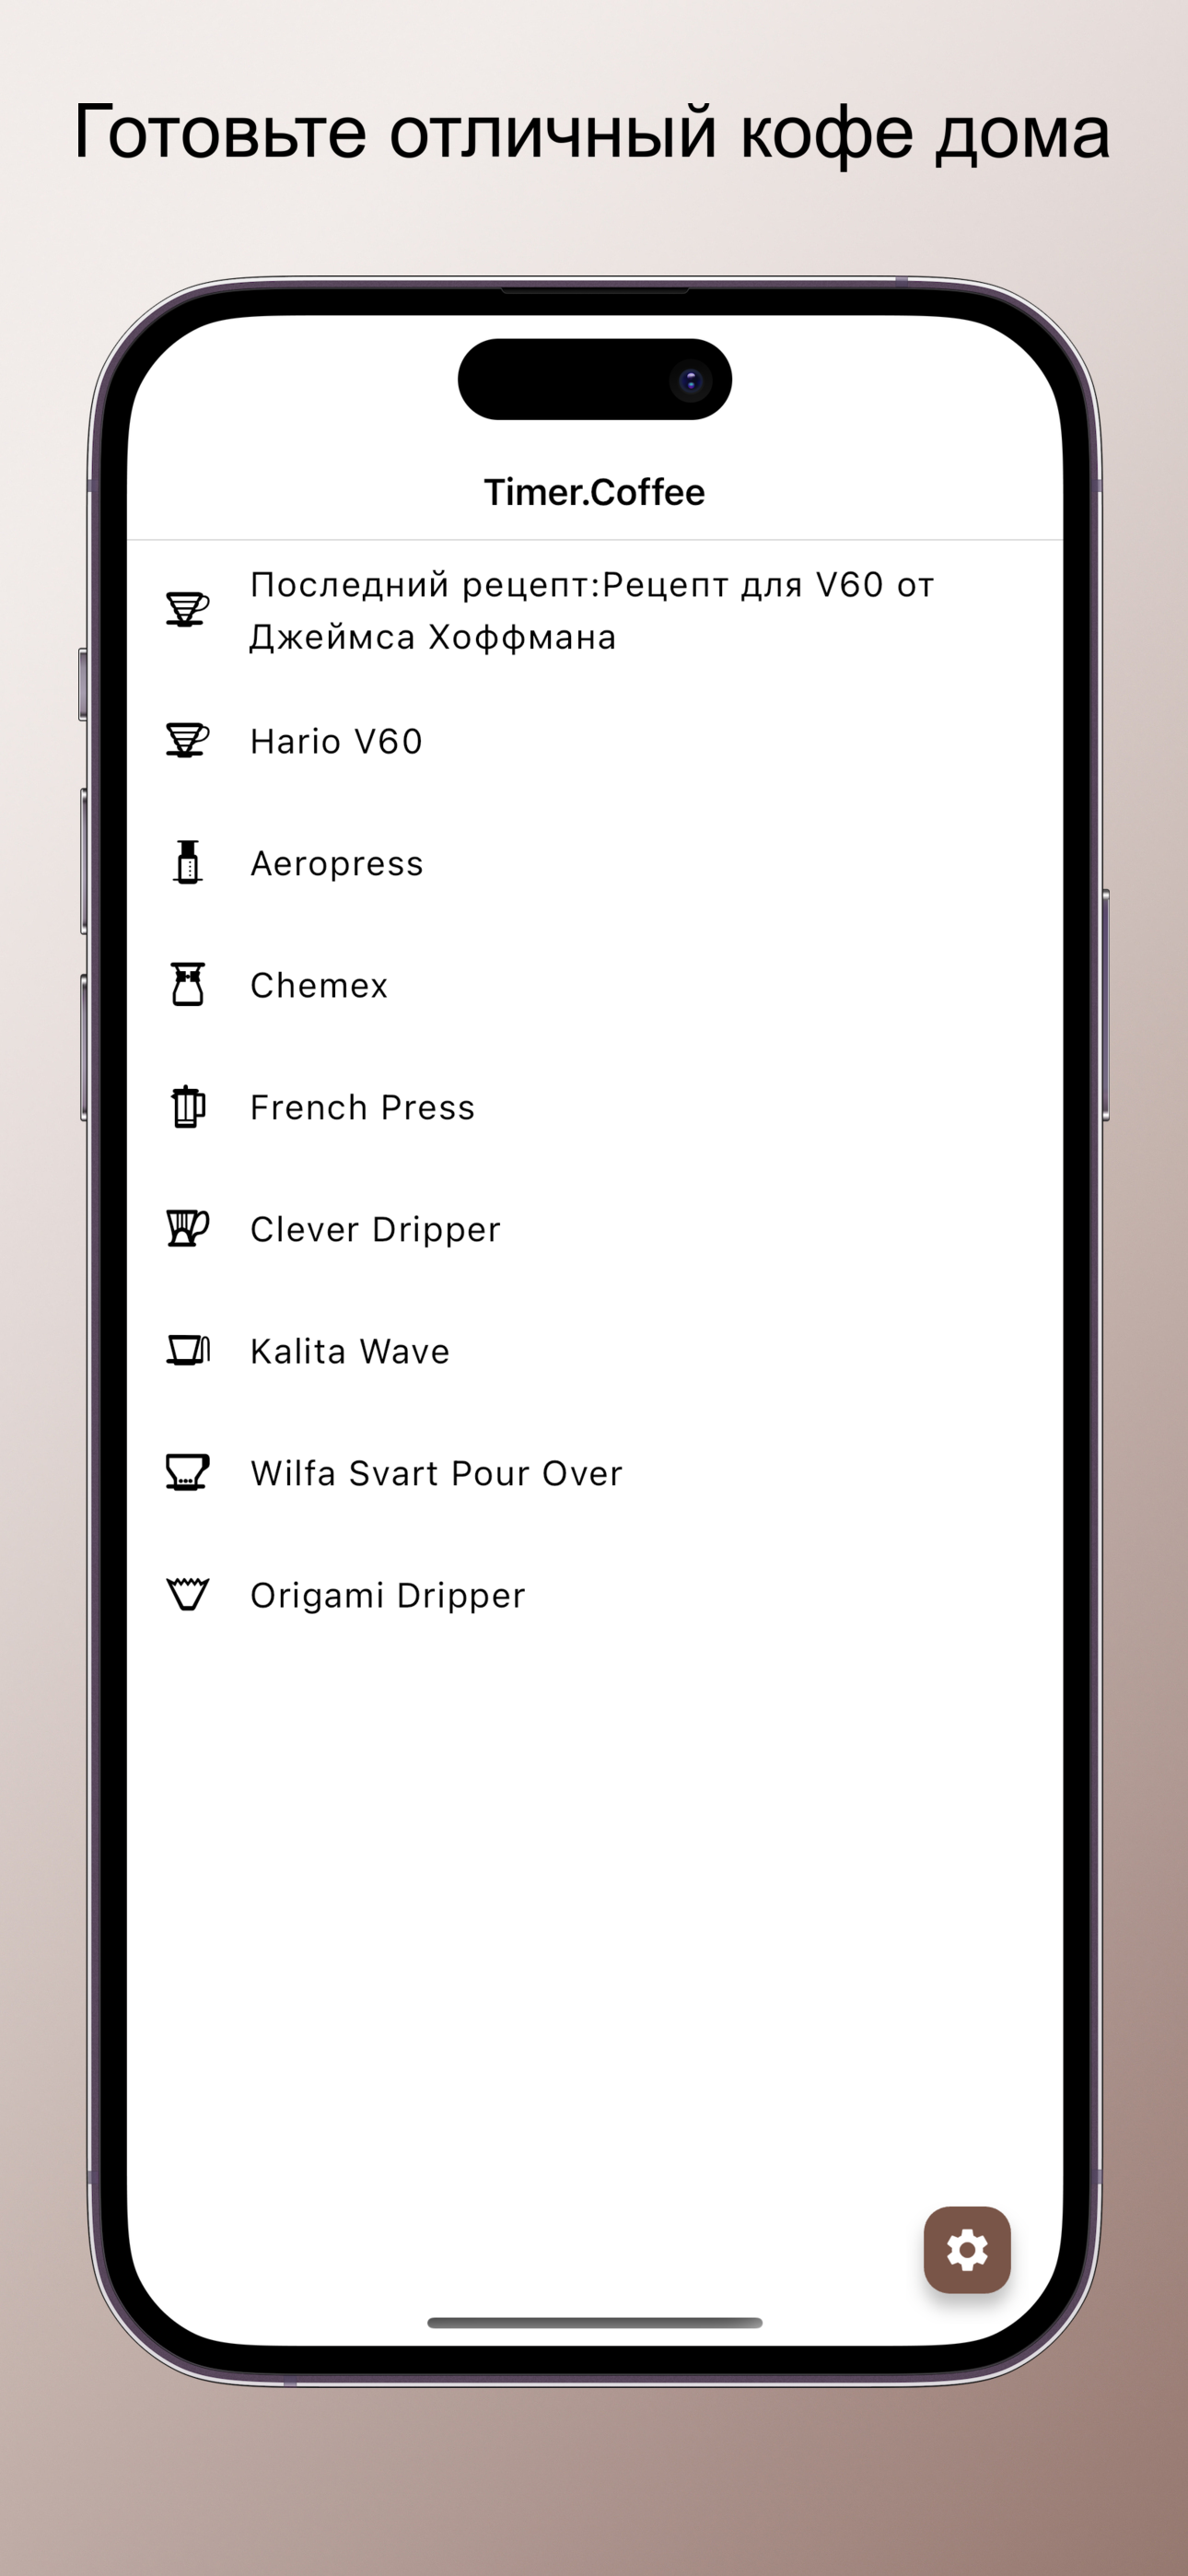 Готовьте отличный кофе дома
Timer.Coffee
Последний рецепт:Рецепт для V60 от
Джеймса Хоффмана
Hario V60
Aeropress
Chemex
French Press
Clever Dripper
Kalita Wave
Wilfa Svart Pour Over
Origami Dripper